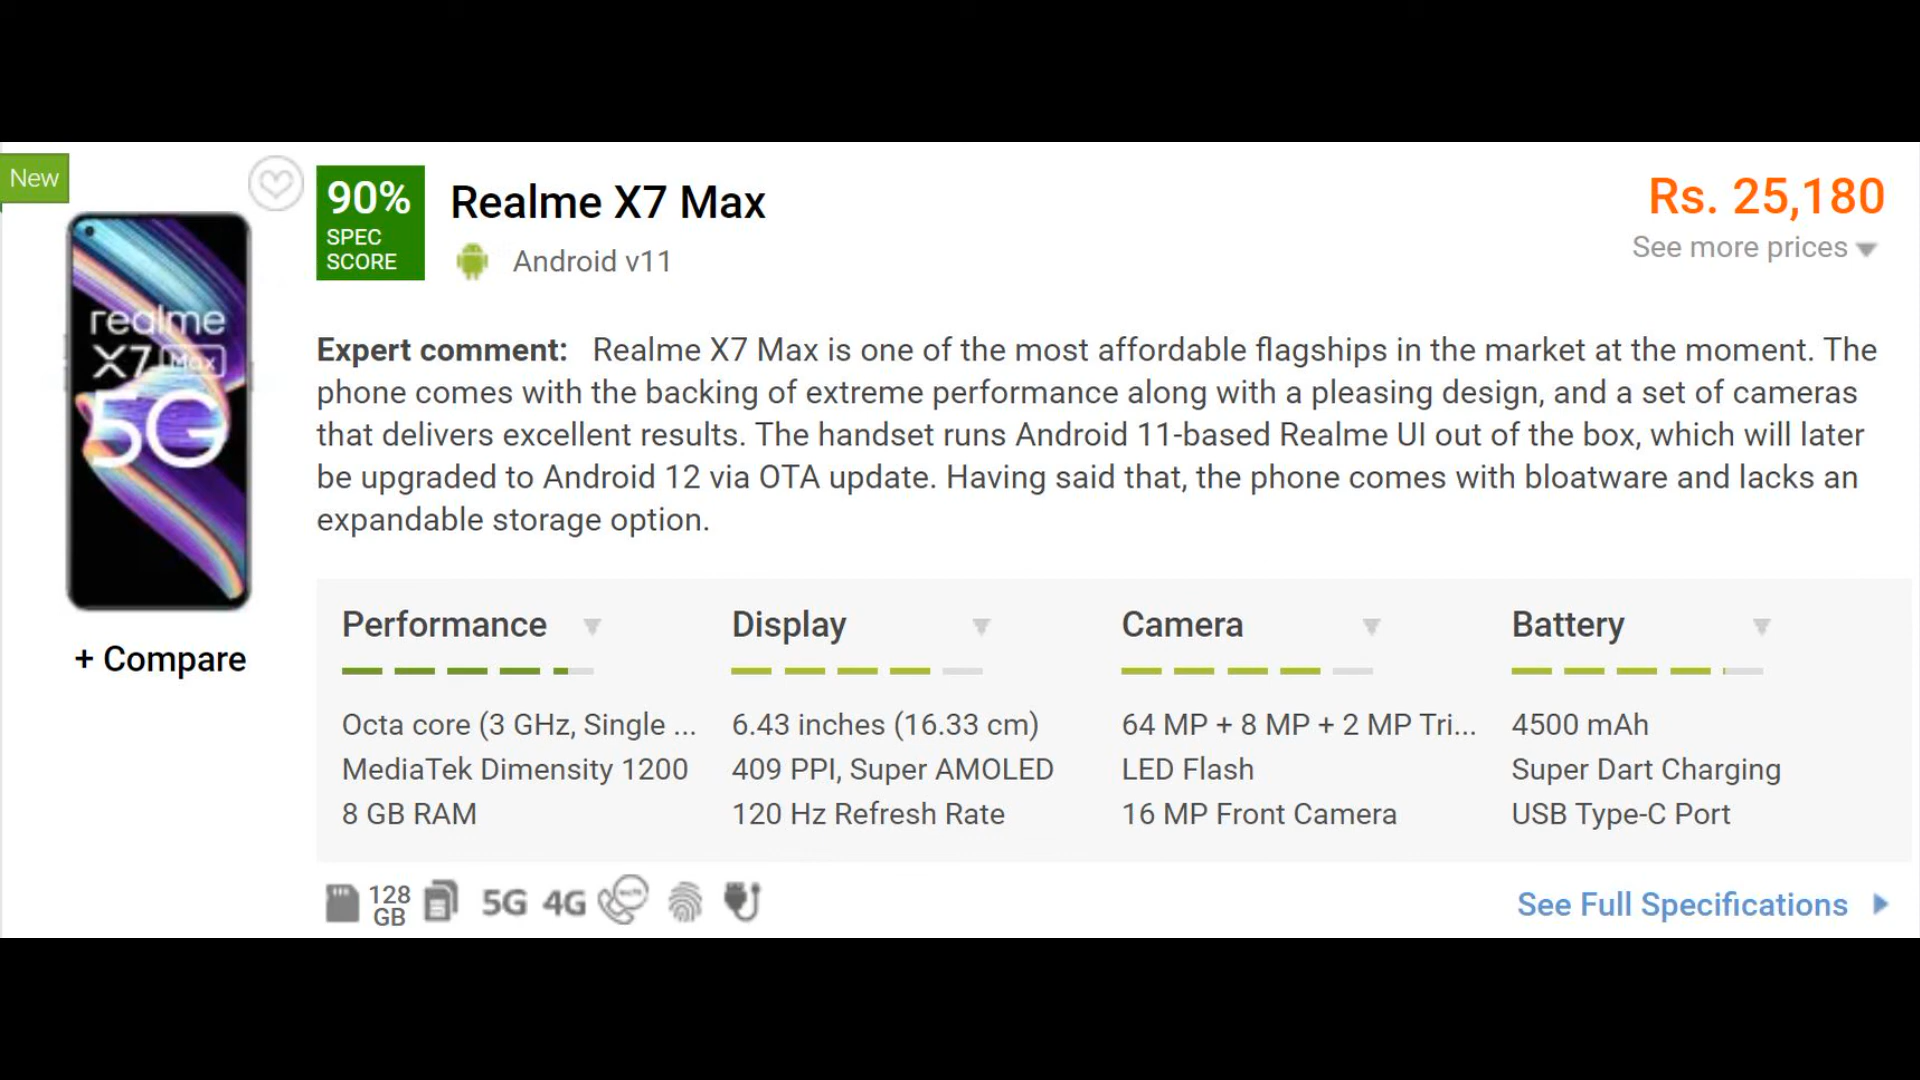 New
90%
SPEC
SCORE
Realme X7 Max
Android v11
Rs. 25,180
See more prices
realme
X7 Max
5G
+ Compare
Expert comment: Realme X7 Max is one of the most affordable flagships in the market at the moment. The
phone comes with the backing of extreme performance along with a pleasing design, and a set of cameras
that delivers excellent results. The handset runs Android 11-based Realme UI out of the box, which will later
be upgraded to Android 12 via OTA update. Having said that, the phone comes with bloatware and lacks an
expandable storage option.
Performance
Octa core (3 GHz, Single ...
MediaTek Dimensity 1200
8 GB RAM
Display
6.43 inches (16.33 cm)
409 PPI, Super AMOLED
120 Hz Refresh Rate
Camera
64 MP + 8 MP + 2 MP Tri...
LED Flash
16 MP Front Camera
Battery
4500 mAh
Super Dart Charging
USB Type-C Port
128
GB
5G 4G
See Full Specifications